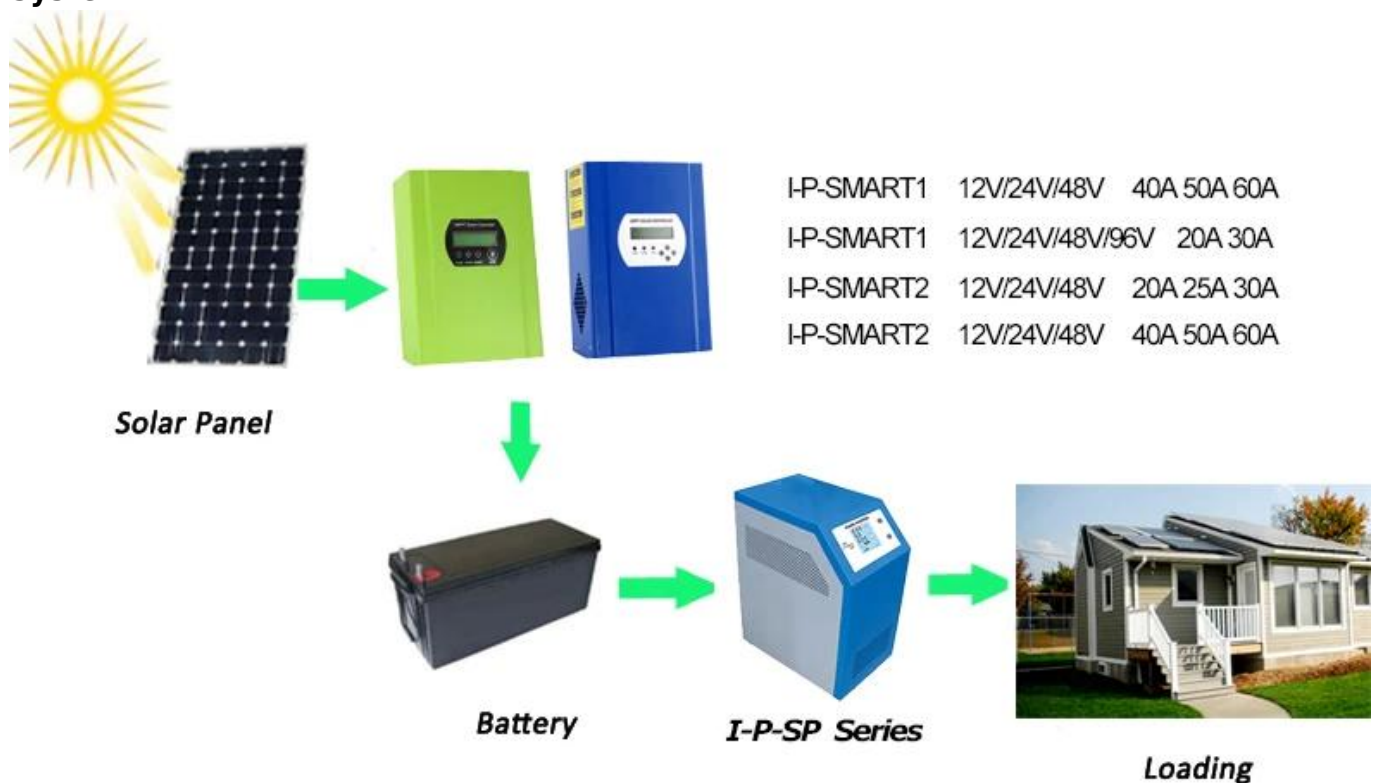 I-P-SMART1 12V/24V/48V 40A 50A 60A
I-P-SMART1 12V/24V/48V/96V 20A 30A
I-P-SMART2 12V/24V/48V 20A 25A 30A
I-P-SMART2 12V/24V/48V 40A 50A 60A
Solar Panel
Battery
I-P-SP Series
Loading